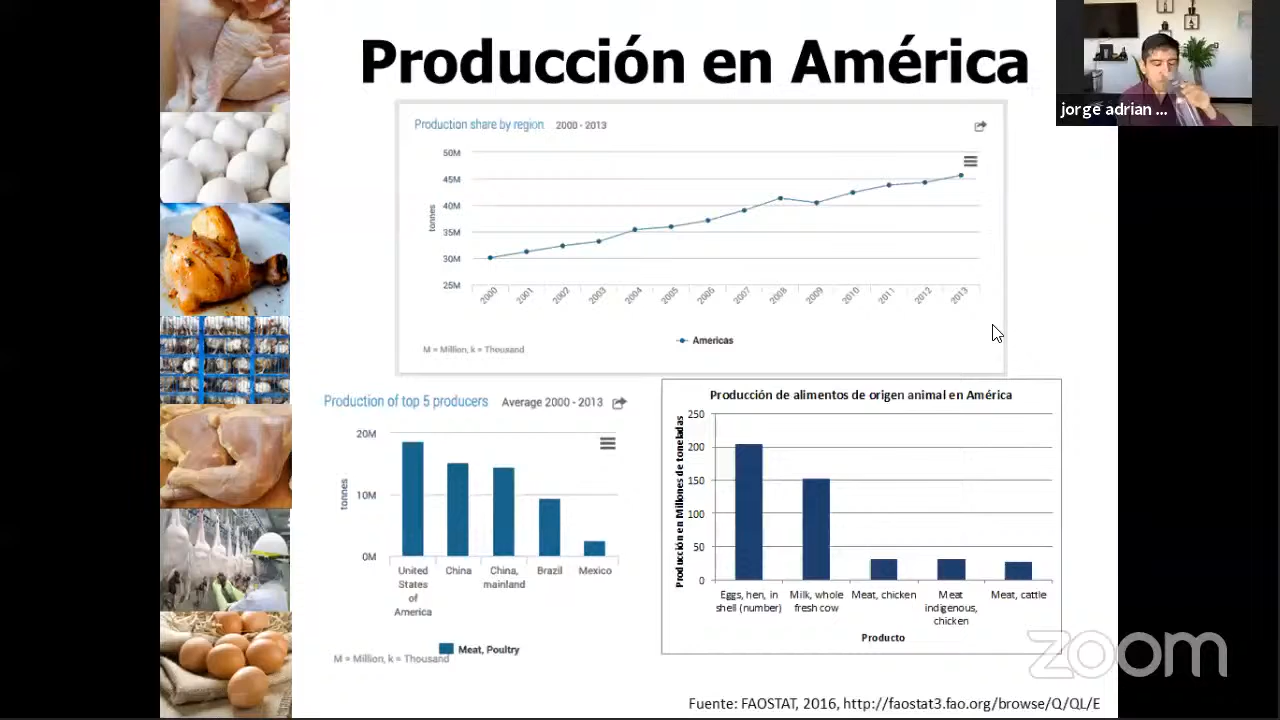 Producción en América
jorge adrian ...
Production share by region 2000 - 2013
50M
45M
40M
35M
30M
25M
tonnes
2000 2001 2002 2003 2004 2005 2006 2007 2008 2009 2010 2011 2012 2013
Americas
M = Million, k = Thousand
Production of top 5 producers Average 2000 - 2013
20M
10M
0M
tonnes
United
States
of
America
China
China,
mainland
Brazil
Mexico
Meat, Poultry
M = Million, k = Thousand
Producción de alimentos de origen animal en América
Producción en Millones de toneladas
250
200
150
100
50
0
Eggs, hen, in
shell (number)
Milk, whole
fresh cow
Meat, chicken
Meat
indigenous,
chicken
Meat, cattle
Producto
zoom
Fuente: FAOSTAT, 2016, http://faostat3.fao.org/browse/Q/QL/E